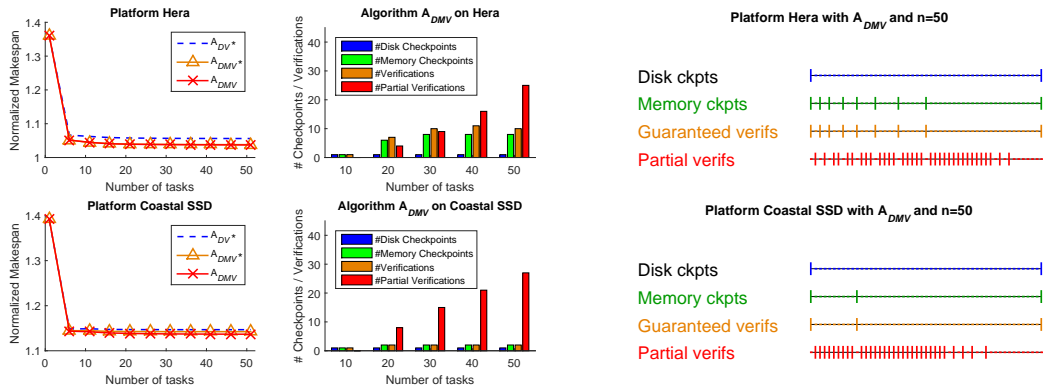 Platform Hera
Normalized Makespan
1.4
1.3
1.2
1.1
1
0 10 20 30 40 50
Number of tasks
A_DV*
A_DMV*
A_DMV
Algorithm A_DMV on Hera
# Checkpoints / Verifications
40
20
0
10 20 30 40 50
Number of tasks
#Disk Checkpoints
#Memory Checkpoints
#Verifications
#Partial Verifications
Platform Hera with A_DMV and n=50
Disk ckpts
Memory ckpts
Guaranteed verifs
Partial verifs
Platform Coastal SSD
Normalized Makespan
1.4
1.3
1.2
1.1
0 10 20 30 40 50
Number of tasks
A_DV*
A_DMV*
A_DMV
Algorithm A_DMV on Coastal SSD
# Checkpoints / Verifications
40
20
0
10 20 30 40 50
Number of tasks
#Disk Checkpoints
#Memory Checkpoints
#Verifications
#Partial Verifications
Platform Coastal SSD with A_DMV and n=50
Disk ckpts
Memory ckpts
Guaranteed verifs
Partial verifs